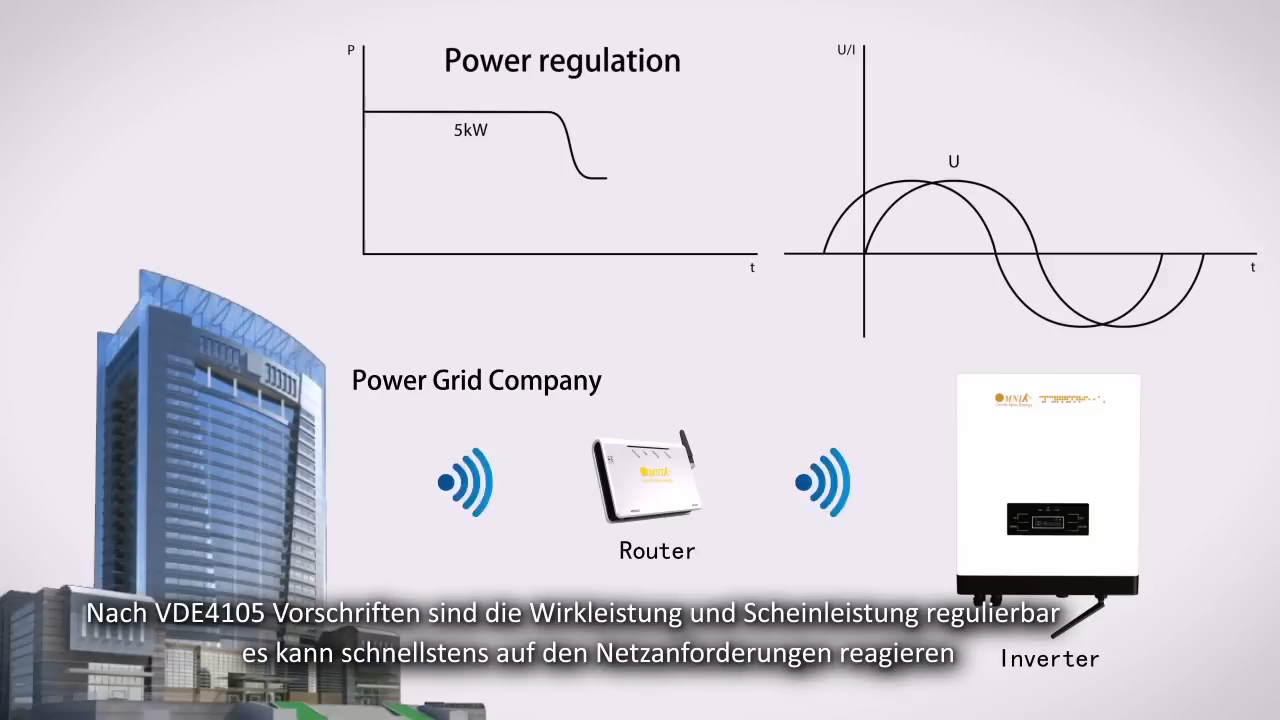 P
Power regulation
5kW
t
U/I
U
t
Power Grid Company
Router
Inverter
Nach VDE4105 Vorschriften sind die Wirkleistung und Scheinleistung regulierbar
es kann schnellstens auf den Netzanforderungen reagieren